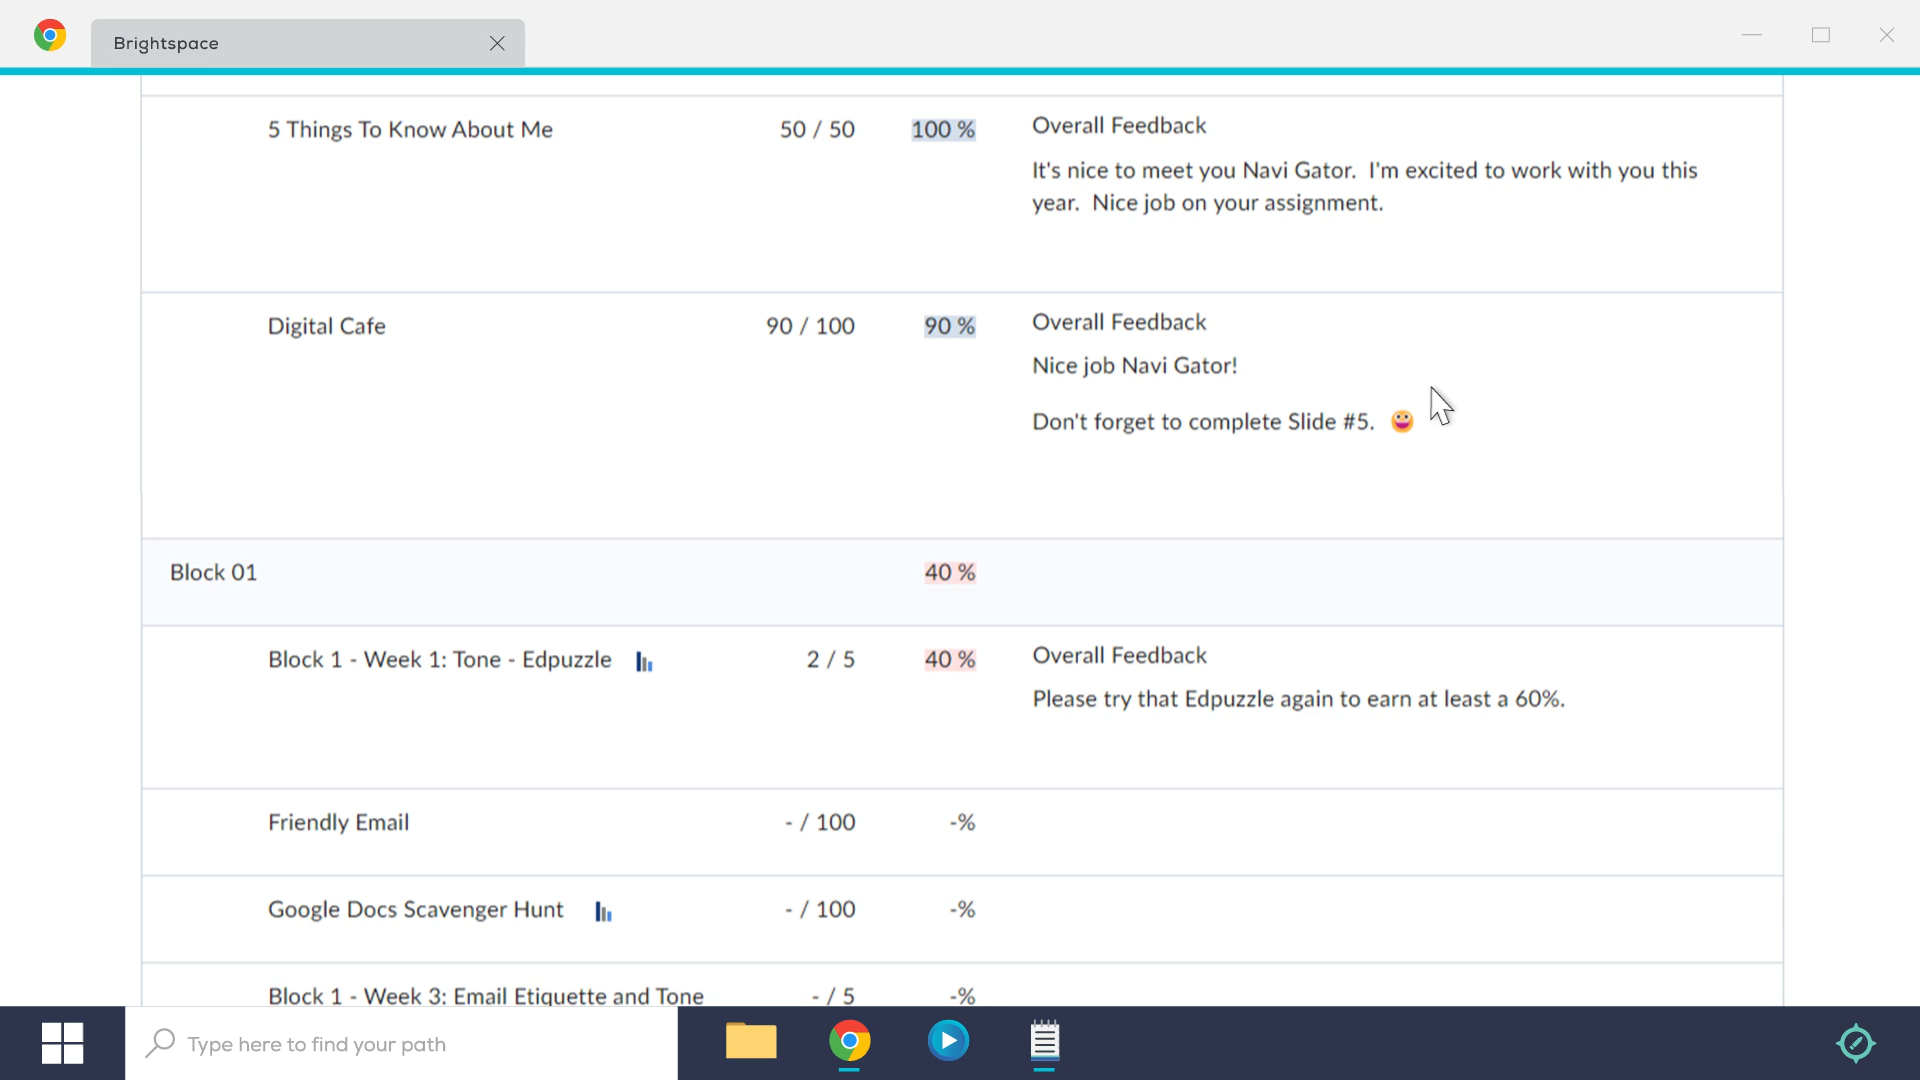 Brightspace
5 Things To Know About Me 50 / 50 100 % Overall Feedback
It's nice to meet you Navi Gator. I'm excited to work with you this
year. Nice job on your assignment.
Digital Cafe 90 / 100 90 % Overall Feedback
Nice job Navi Gator!
Don't forget to complete Slide #5.
Block 01 40 %
Block 1 - Week 1: Tone - Edpuzzle 2 / 5 40 % Overall Feedback
Please try that Edpuzzle again to earn at least a 60%.
Friendly Email - / 100 -%
Google Docs Scavenger Hunt - / 100 -%
Block 1 - Week 3: Email Etiquette and Tone - / 5 -%
Type here to find your path